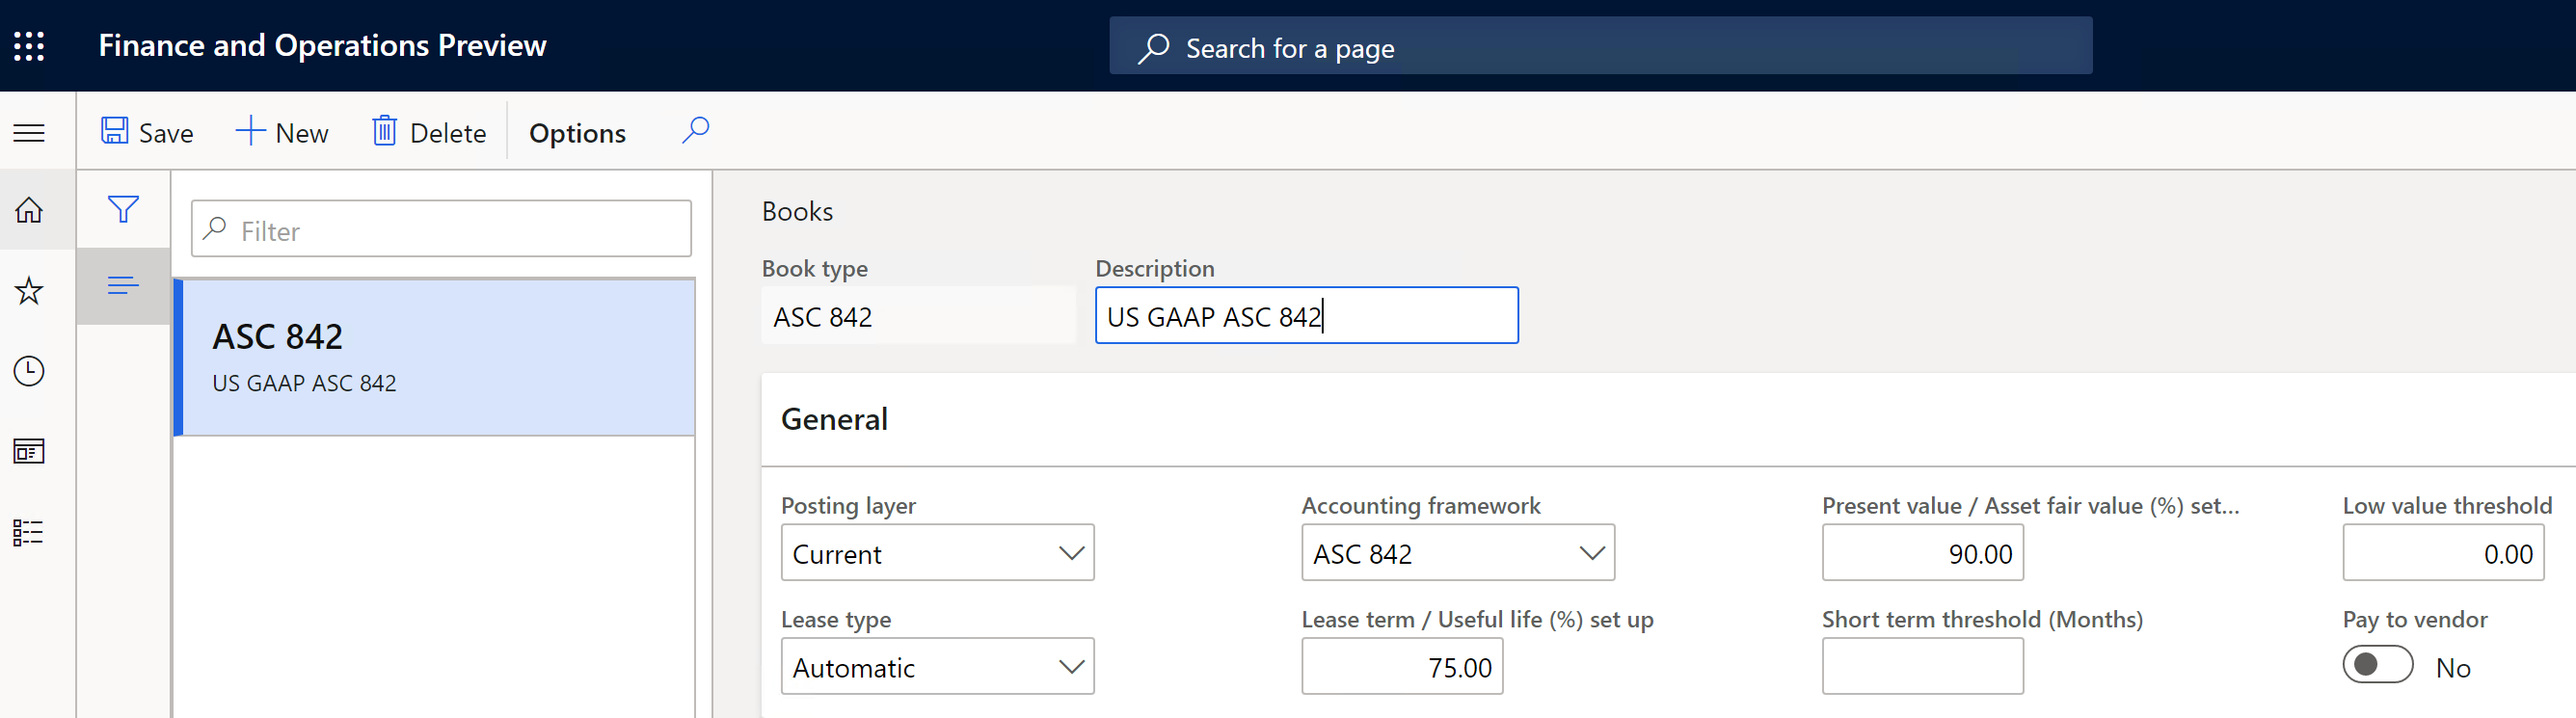 Finance and Operations Preview
Search for a page
Save
New
Delete
Options
Filter
ASC 842
US GAAP ASC 842
Books
Book type
Description
ASC 842
US GAAP ASC 842
General
Posting layer
Accounting framework
Present value / Asset fair value (%) set...
Low value threshold
Current
ASC 842
90.00
0.00
Lease type
Lease term / Useful life (%) set up
Short term threshold (Months)
Pay to vendor
Automatic
75.00
No